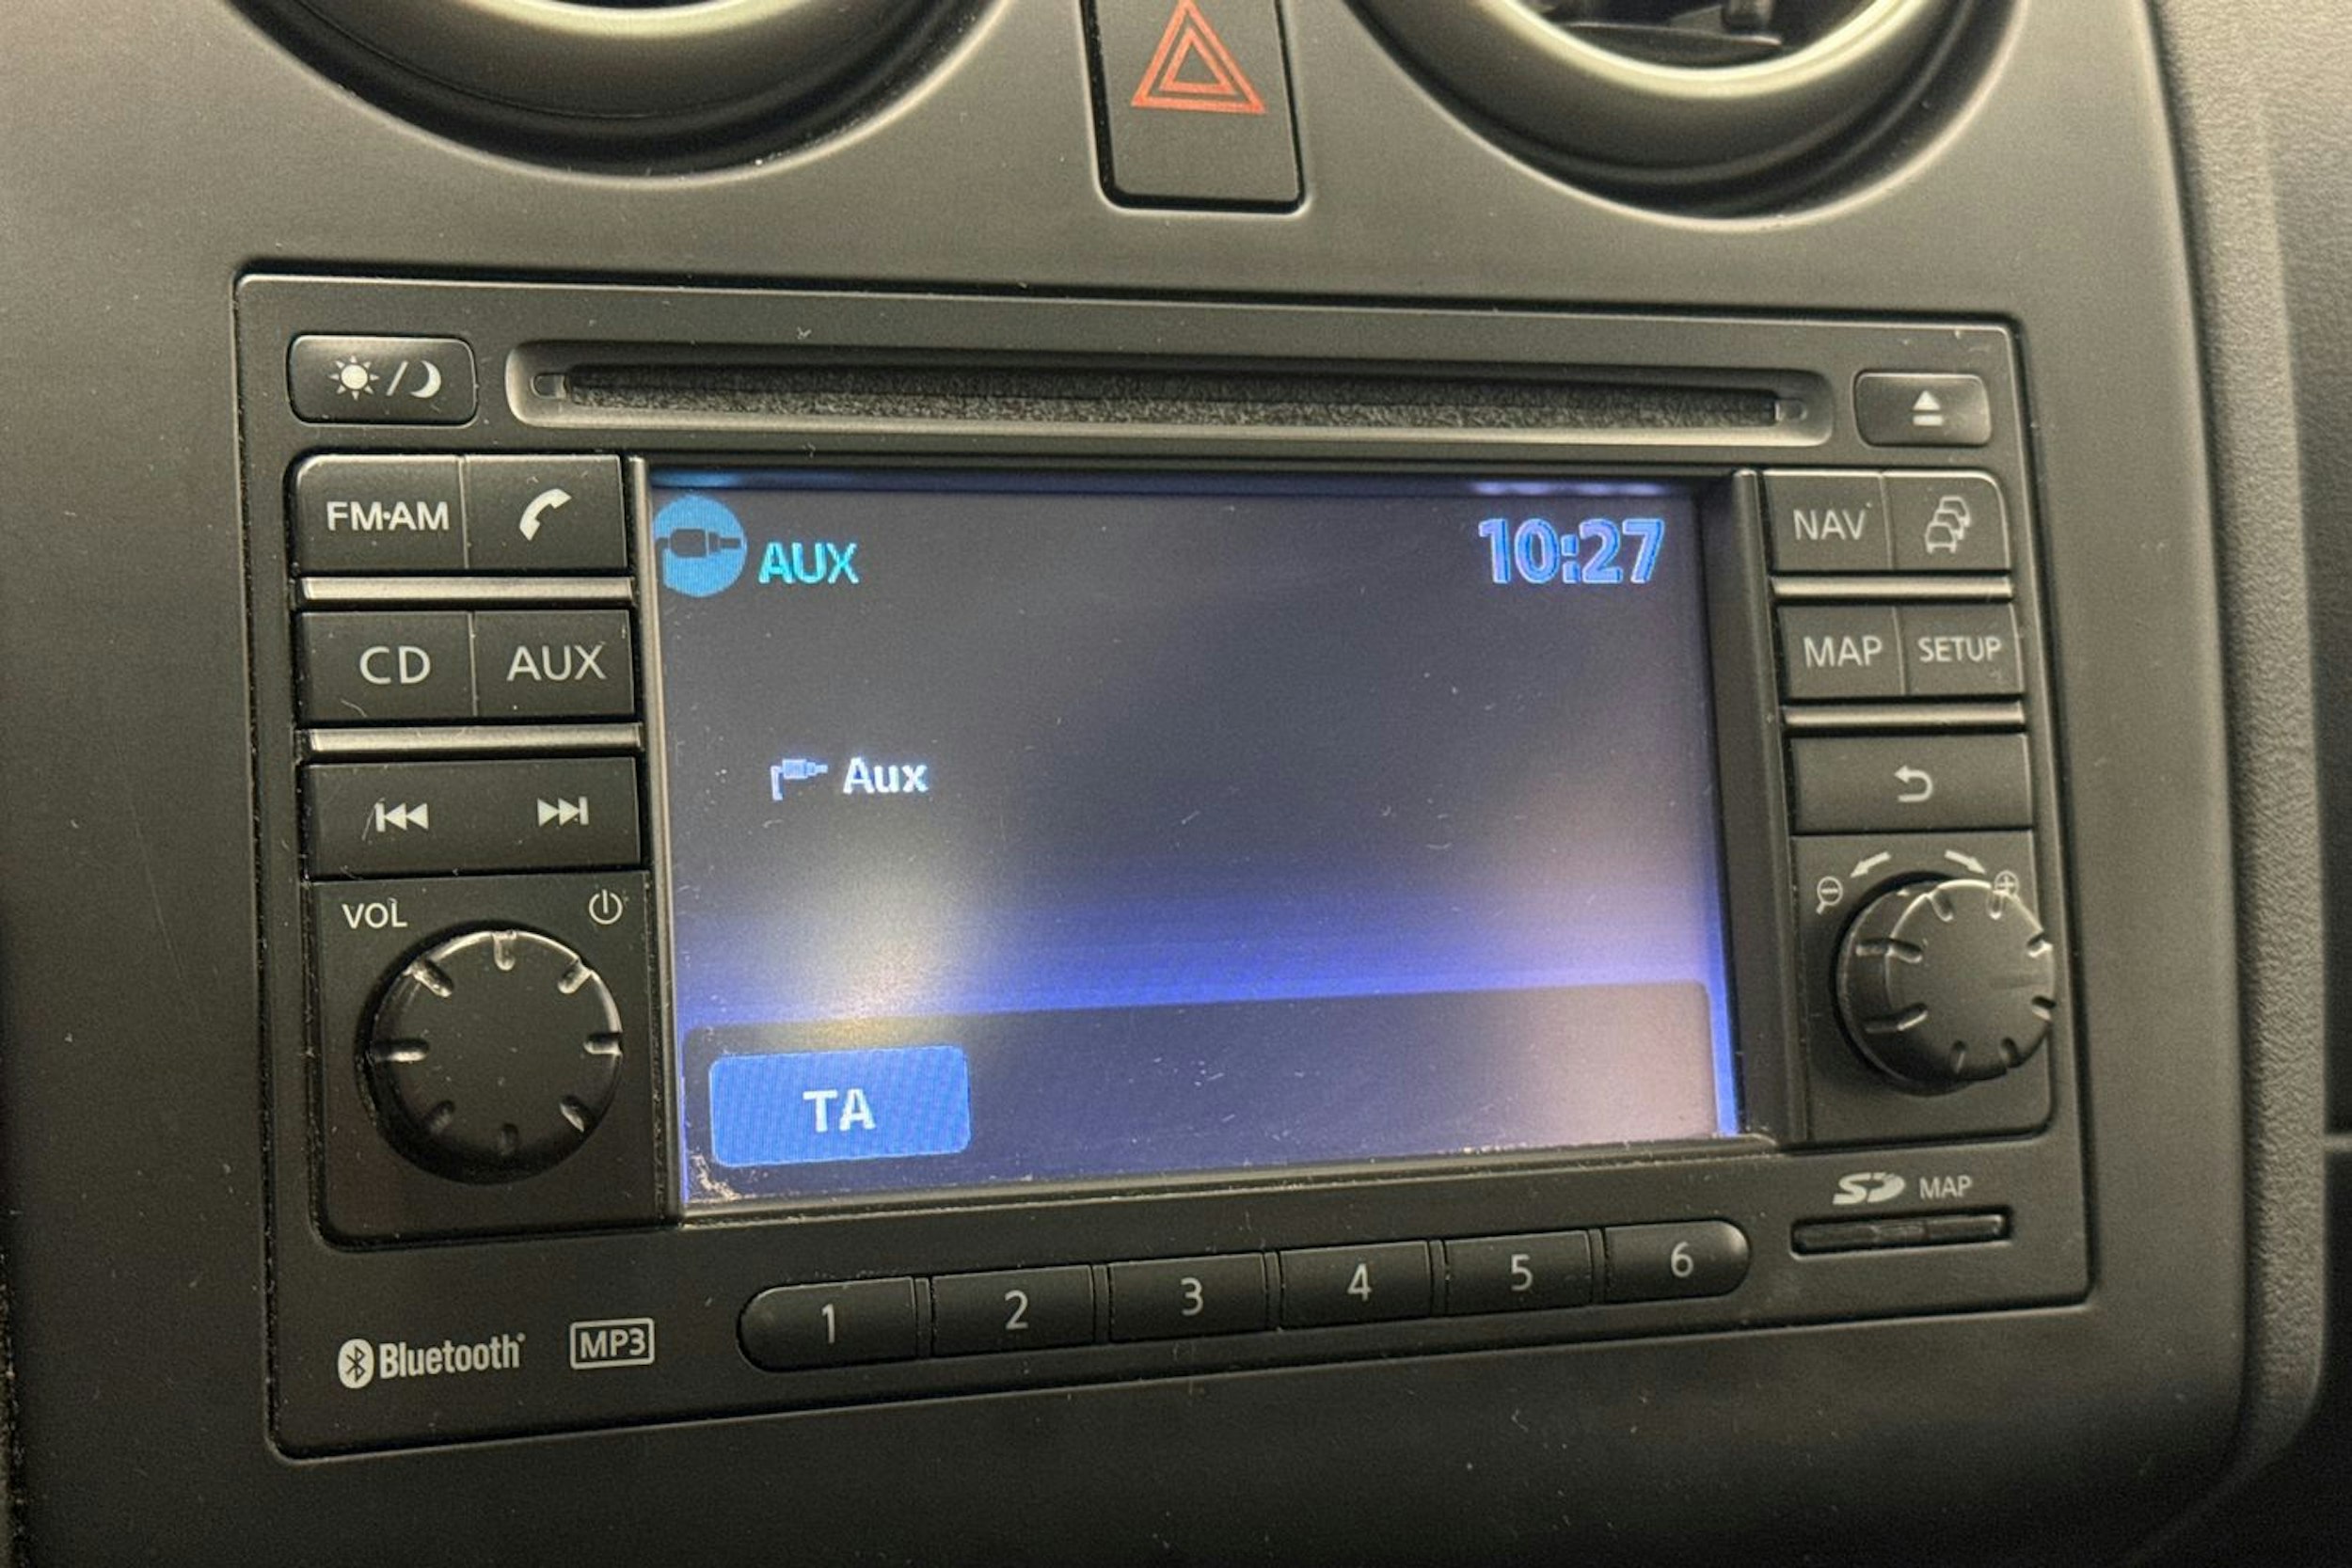 FM·AM
CD AUX
VOL
AUX
10:27
Aux
TA
NAV
MAP SETUP
SD MAP
Bluetooth MP3
1 2 3 4 5 6